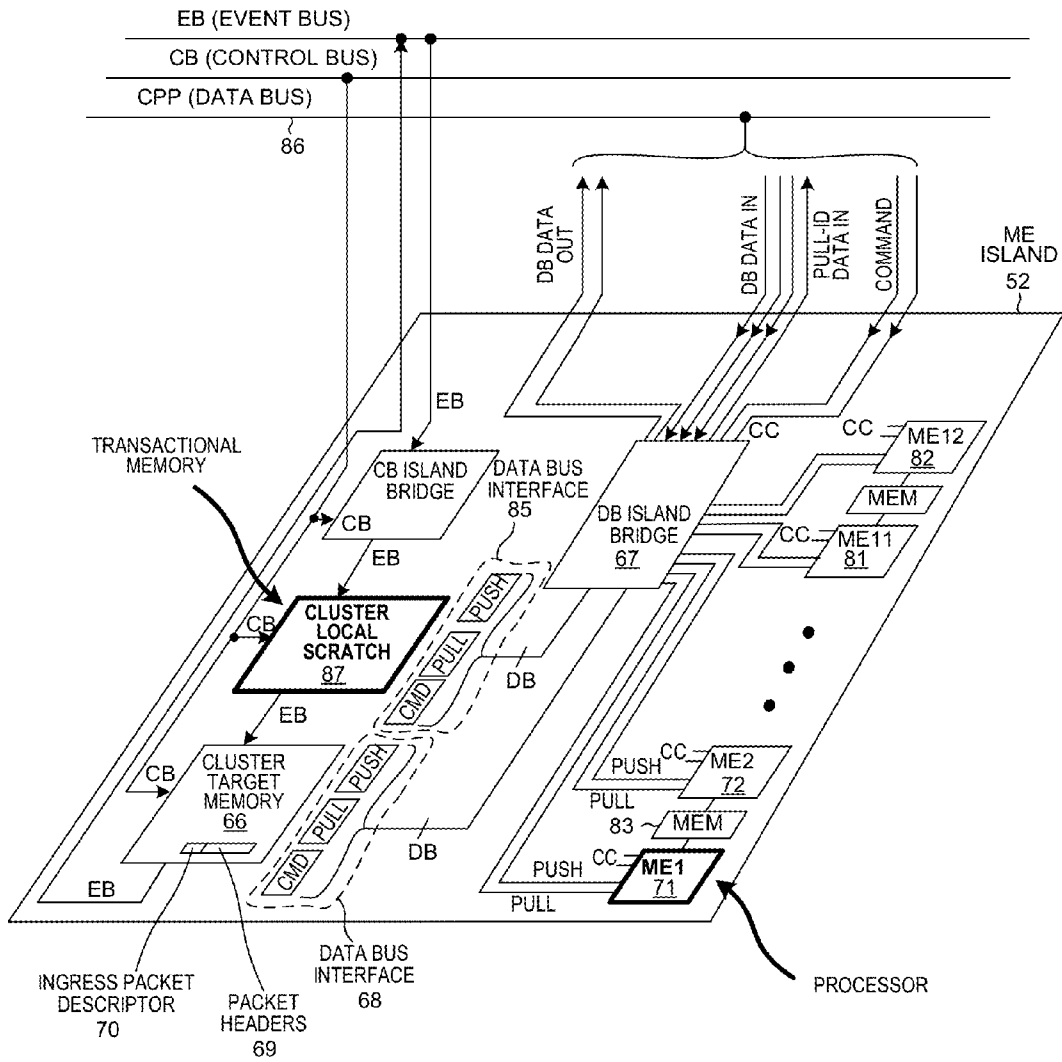 EB (EVENT BUS)
CB (CONTROL BUS)
CPP (DATA BUS)
86
DB DATA
OUT
DB DATA IN
PULL-ID
DATA IN
COMMAND
ME
ISLAND
52
EB
TRANSACTIONAL
MEMORY
CB ISLAND
BRIDGE
CB
EB
DATA BUS
INTERFACE
85
DB ISLAND
BRIDGE
67
CC
CC
ME12
82
MEM
CC
ME11
81
CB
CLUSTER
LOCAL
SCRATCH
87
PUSH
PULL
CMD
DB
EB
CB
CLUSTER
TARGET
MEMORY
66
PUSH
PULL
CMD
DB
CC
ME2
72
PUSH
PULL
83
MEM
CC
ME1
71
PUSH
PULL
EB
INGRESS PACKET
DESCRIPTOR
70
PACKET
HEADERS
69
DATA BUS
INTERFACE
68
PROCESSOR